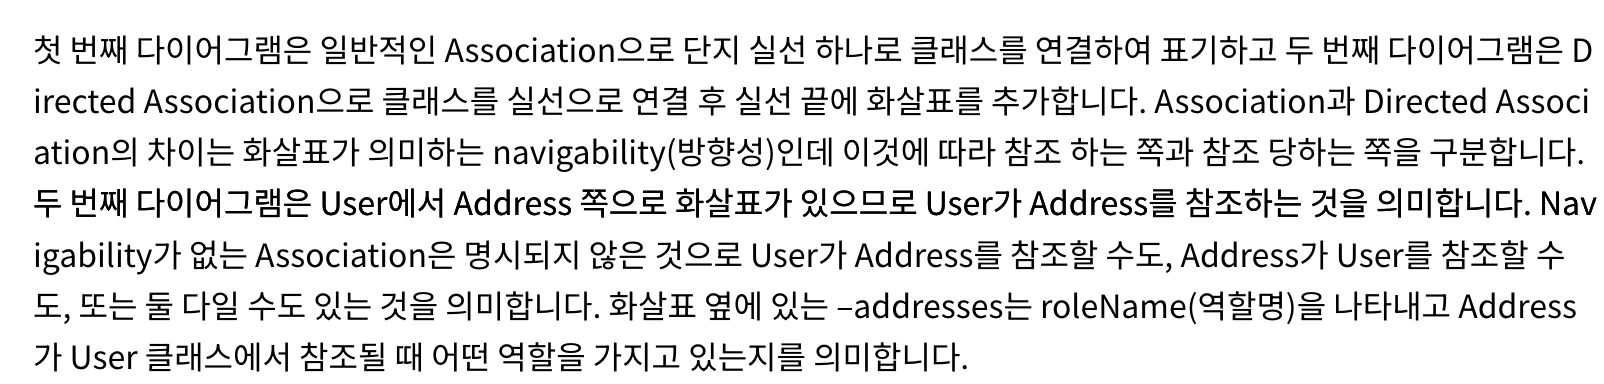 첫 번째 다이어그램은 일반적인 Association으로 단지 실선 하나로 클래스를 연결하여 표기하고 두 번째 다이어그램은 D
irected Association으로 클래스를 실선으로 연결 후 실선 끝에 화살표를 추가합니다. Association과 Directed Associ
ation의 차이는 화살표가 의미하는 navigability(방향성)인데 이것에 따라 참조 하는 쪽과 참조 당하는 쪽을 구분합니다.
두 번째 다이어그램은 User에서 Address 쪽으로 화살표가 있으므로 User가 Address를 참조하는 것을 의미합니다. Nav
igability가 없는 Association은 명시되지 않은 것으로 User가 Address를 참조할 수도, Address가 User를 참조할 수
도, 또는 둘 다일 수도 있는 것을 의미합니다. 화살표 옆에 있는 –addresses는 roleName(역할명)을 나타내고 Address
가 User 클래스에서 참조될 때 어떤 역할을 가지고 있는지를 의미합니다.